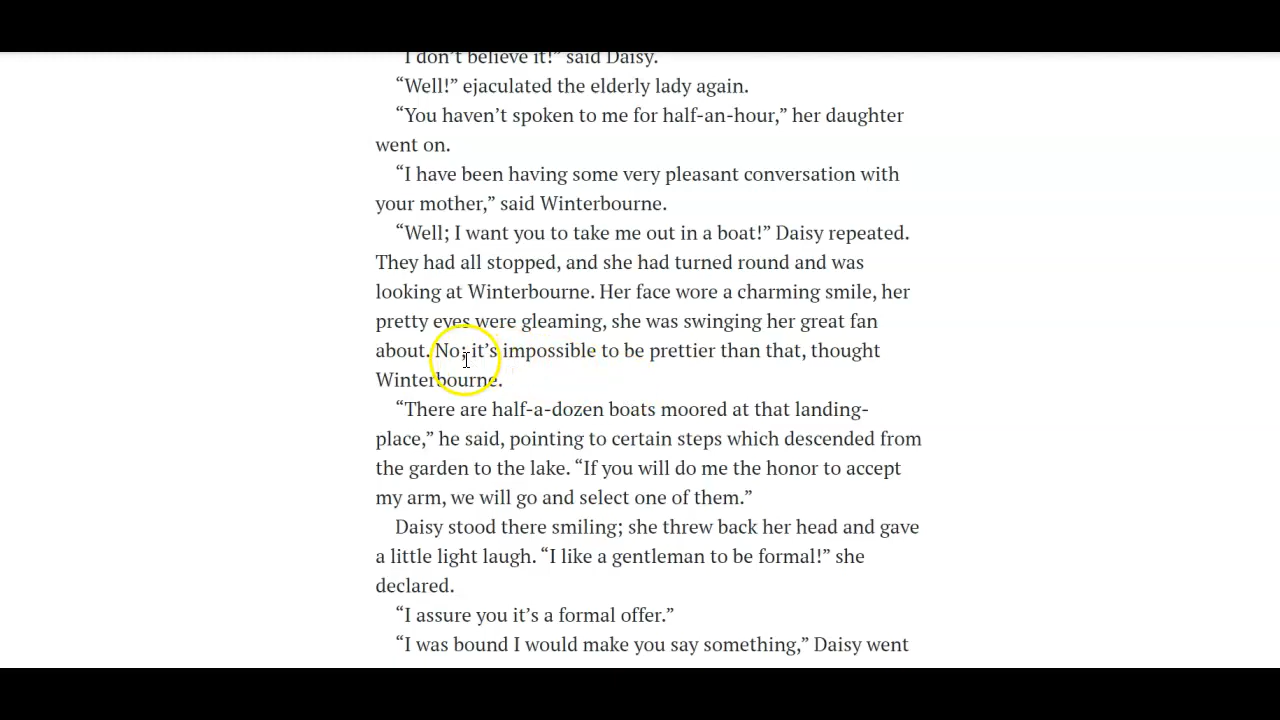 "I don't believe it!" said Daisy.
"Well!" ejaculated the elderly lady again.
"You haven't spoken to me for half-an-hour," her daughter
went on.
"I have been having some very pleasant conversation with
your mother," said Winterbourne.
"Well; I want you to take me out in a boat!" Daisy repeated.
They had all stopped, and she had turned round and was
looking at Winterbourne. Her face wore a charming smile, her
pretty eyes were gleaming, she was swinging her great fan
about. No; it's impossible to be prettier than that, thought
Winterbourne.
"There are half-a-dozen boats moored at that landing-
place," he said, pointing to certain steps which descended from
the garden to the lake. "If you will do me the honor to accept
my arm, we will go and select one of them."
Daisy stood there smiling; she threw back her head and gave
a little light laugh. "I like a gentleman to be formal!" she
declared.
"I assure you it's a formal offer."
"I was bound I would make you say something," Daisy went